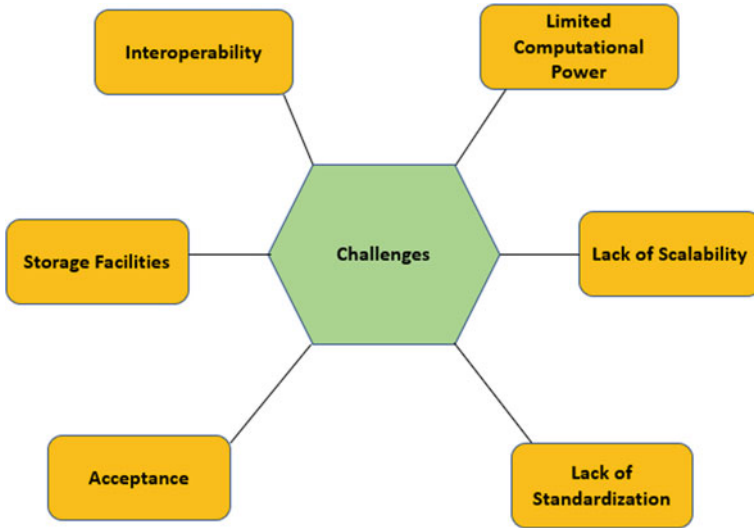 Interoperability
Limited
Computational
Power
Storage Facilities
Challenges
Lack of Scalability
Acceptance
Lack of
Standardization